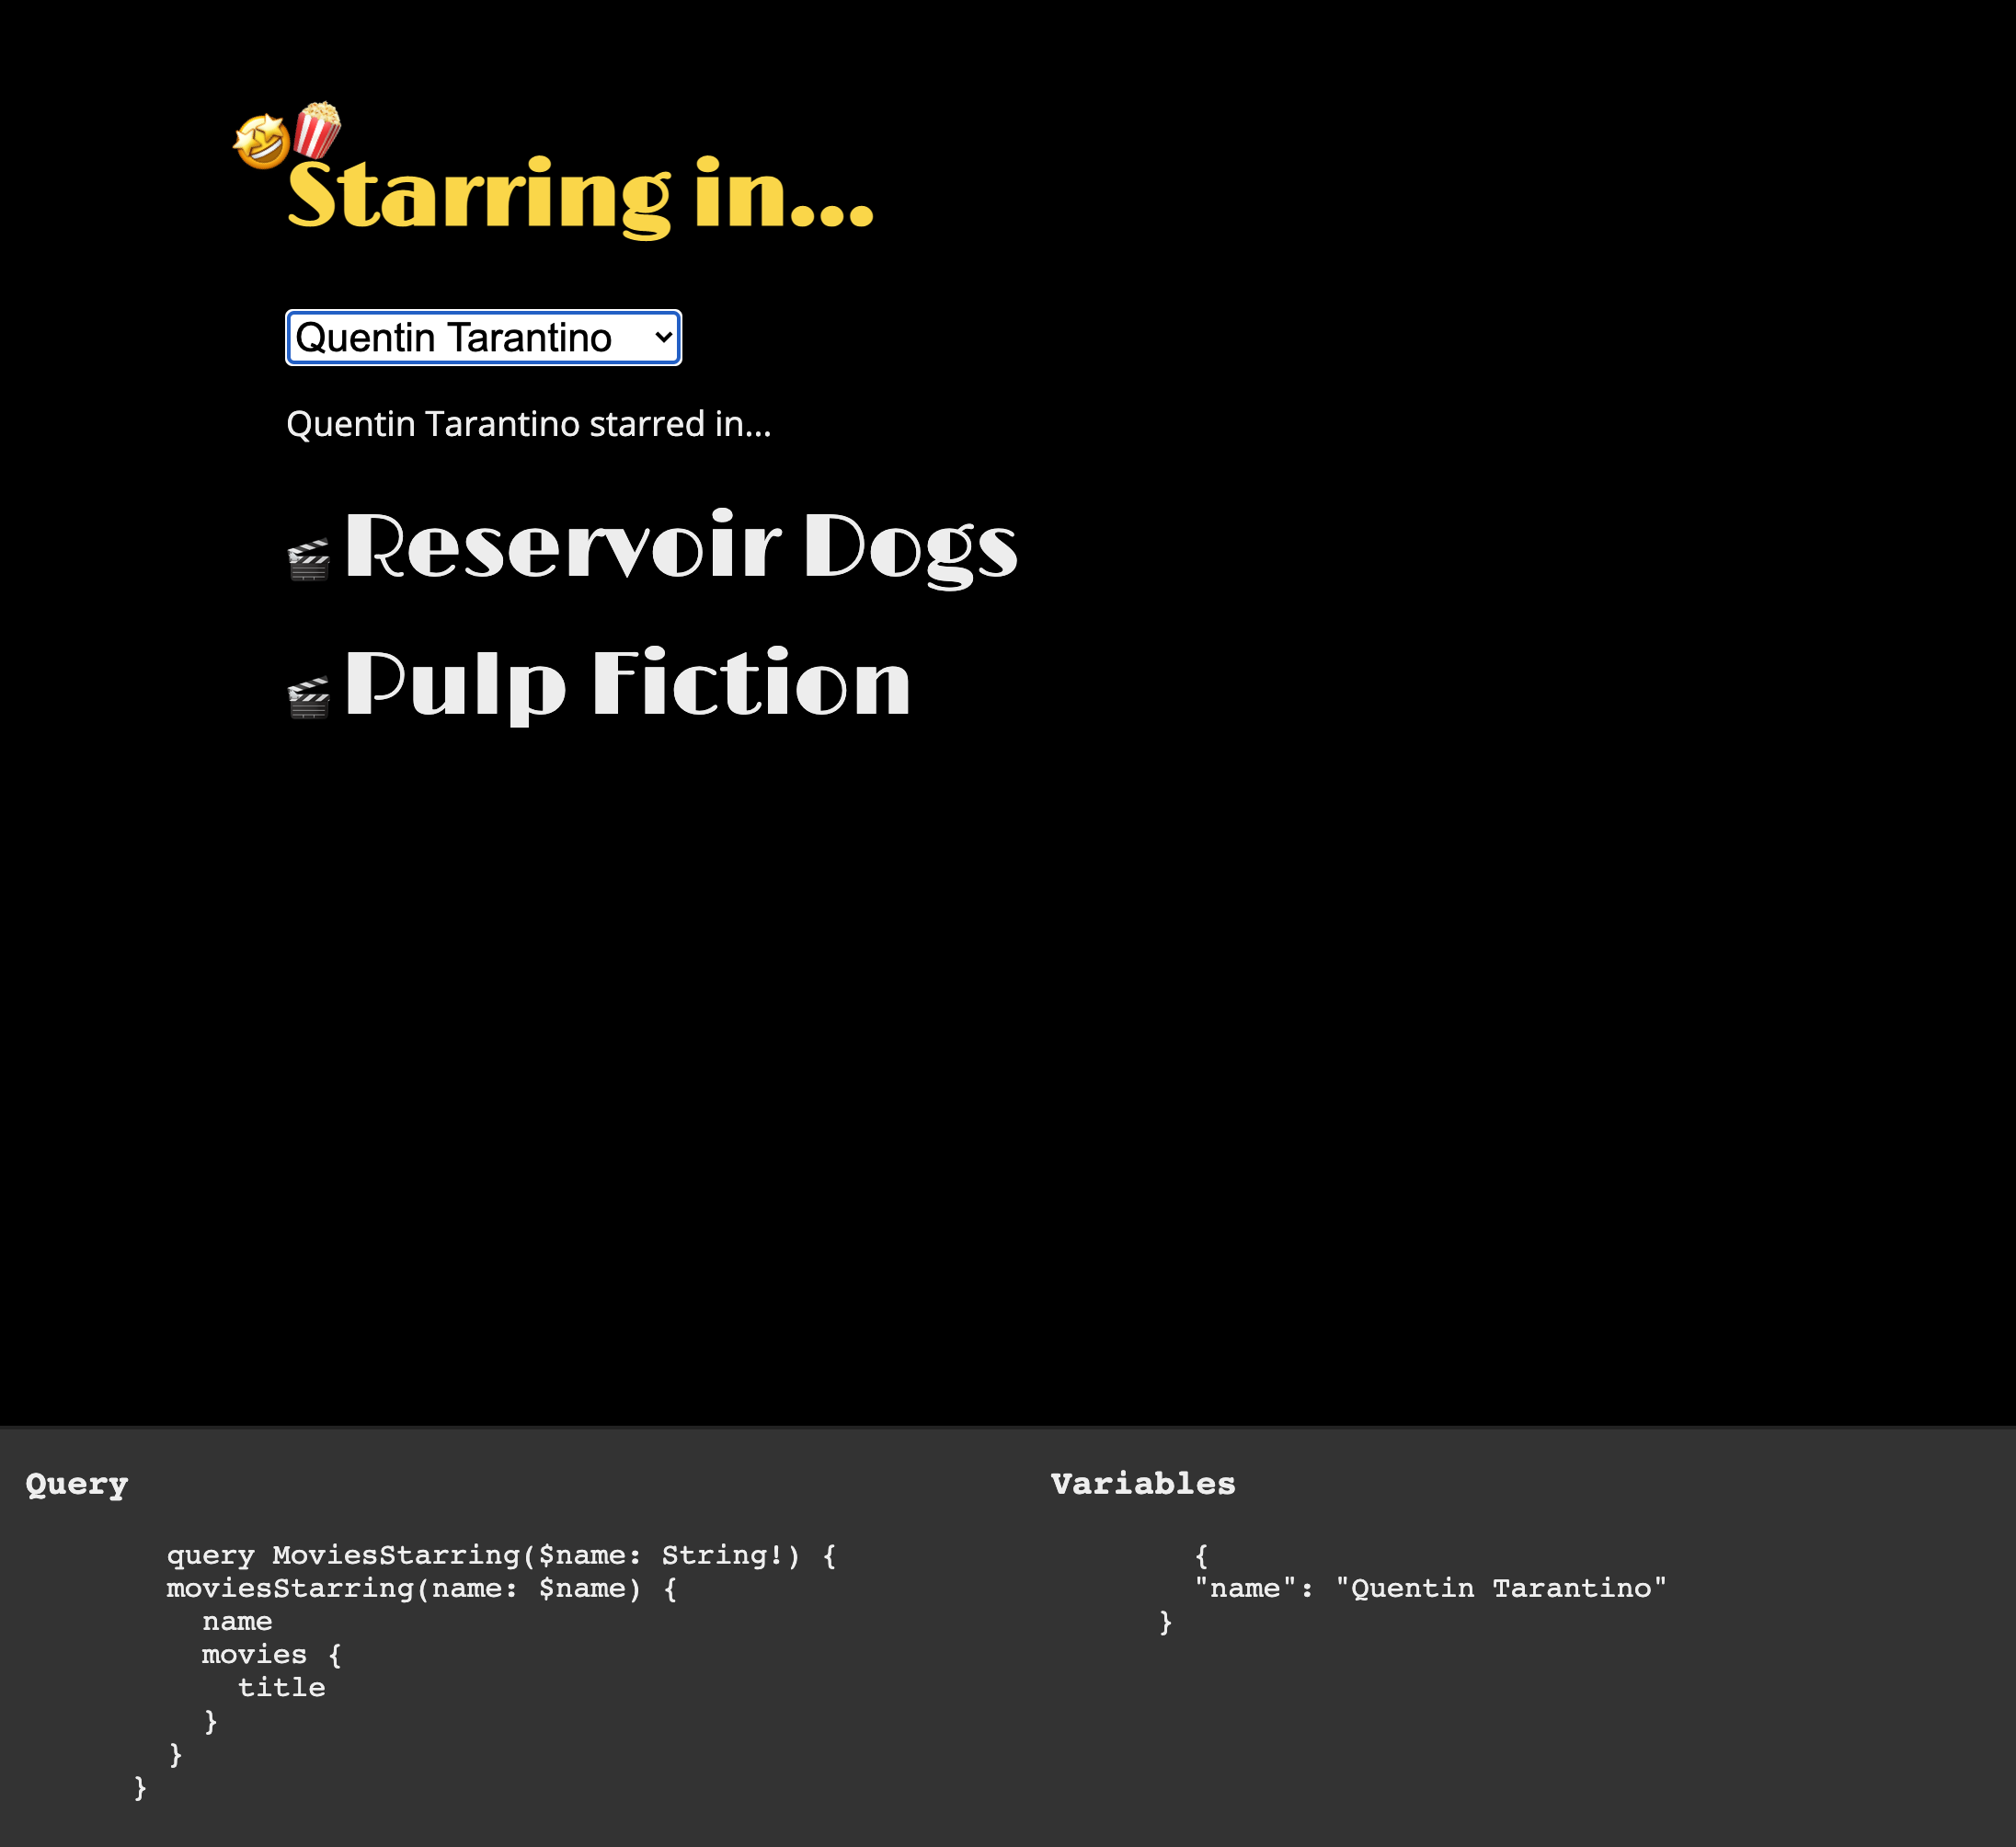 Starring in...
Quentin Tarantino
Quentin Tarantino starred in...
Reservoir Dogs
Pulp Fiction
Query
query MoviesStarring($name: String!) {
moviesStarring(name: $name) {
name
movies {
title
}
}
}
Variables
{
"name": "Quentin Tarantino"
}